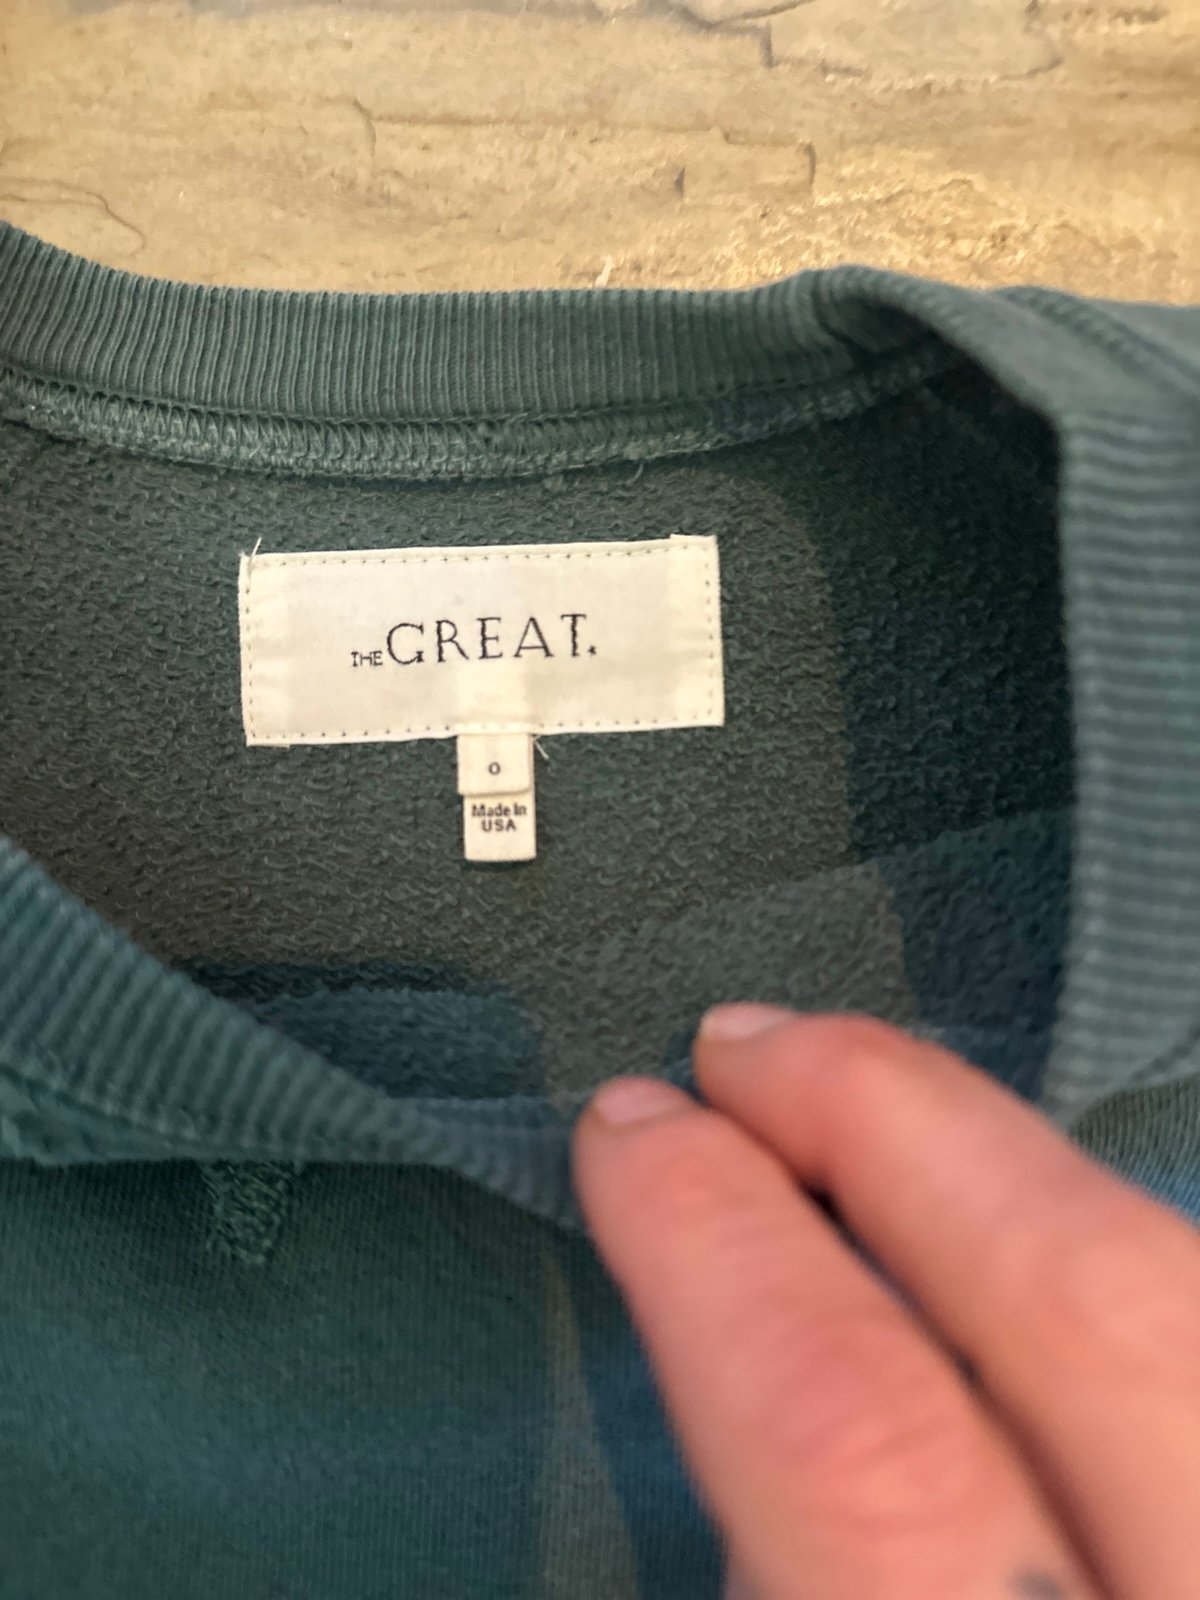 THE GREAT.
0
Made In
USA